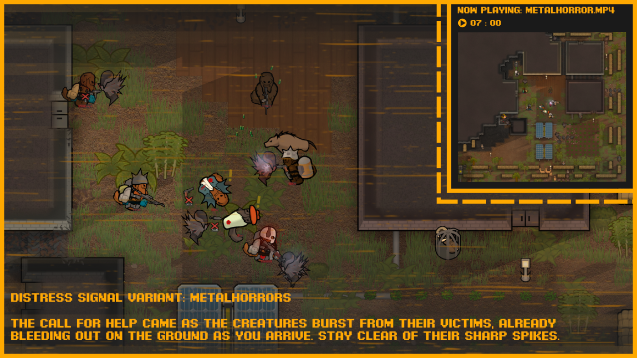 NOW PLAYING: METALHORROR.MP4
07 : 00
DISTRESS SIGNAL VARIANT: METALHORRORS
THE CALL FOR HELP CAME AS THE CREATURES BURST FROM THEIR VICTIMS, ALREADY
BLEEDING OUT ON THE GROUND AS YOU ARRIVE. STAY CLEAR OF THEIR SHARP SPIKES.